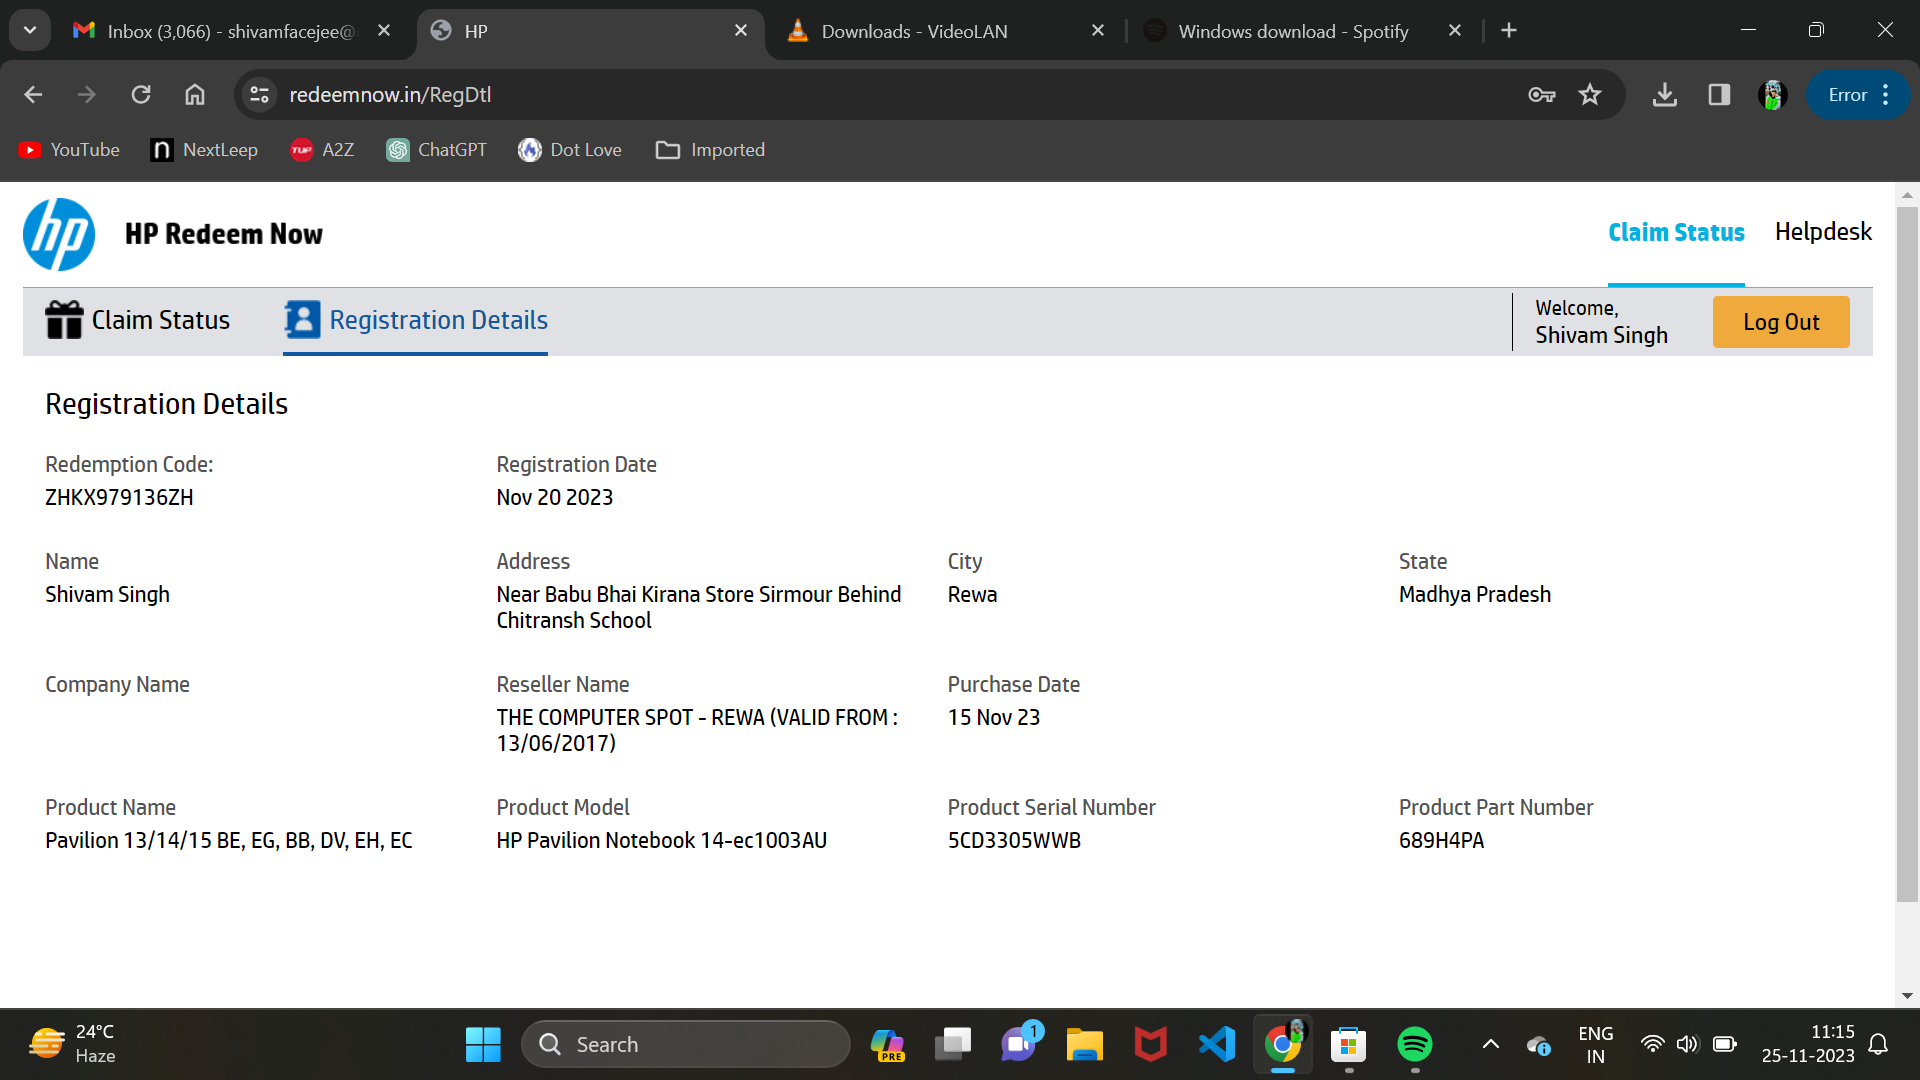 Inbox (3,066) - shivamfacejee@
HP
Downloads - VideoLAN
Windows download - Spotify
redeemnow.in/RegDtl
Error
YouTube
NextLeep
TUF
A2Z
ChatGPT
Dot Love
Imported
hp
HP Redeem Now
Claim Status
Helpdesk
Claim Status
Registration Details
Welcome,
Shivam Singh
Log Out
Registration Details
Redemption Code:
Registration Date
ZHKX979136ZH
Nov 20 2023
Name
Address
City
State
Shivam Singh
Near Babu Bhai Kirana Store Sirmour Behind
Chitransh School
Rewa
Madhya Pradesh
Company Name
Reseller Name
Purchase Date
THE COMPUTER SPOT - REWA (VALID FROM :
13/06/2017)
15 Nov 23
Product Name
Product Model
Product Serial Number
Product Part Number
Pavilion 13/14/15 BE, EG, BB, DV, EH, EC
HP Pavilion Notebook 14-ec1003AU
5CD3305WWB
689H4PA
24°C
Haze
Search
PRE
1
ENG
IN
11:15
25-11-2023